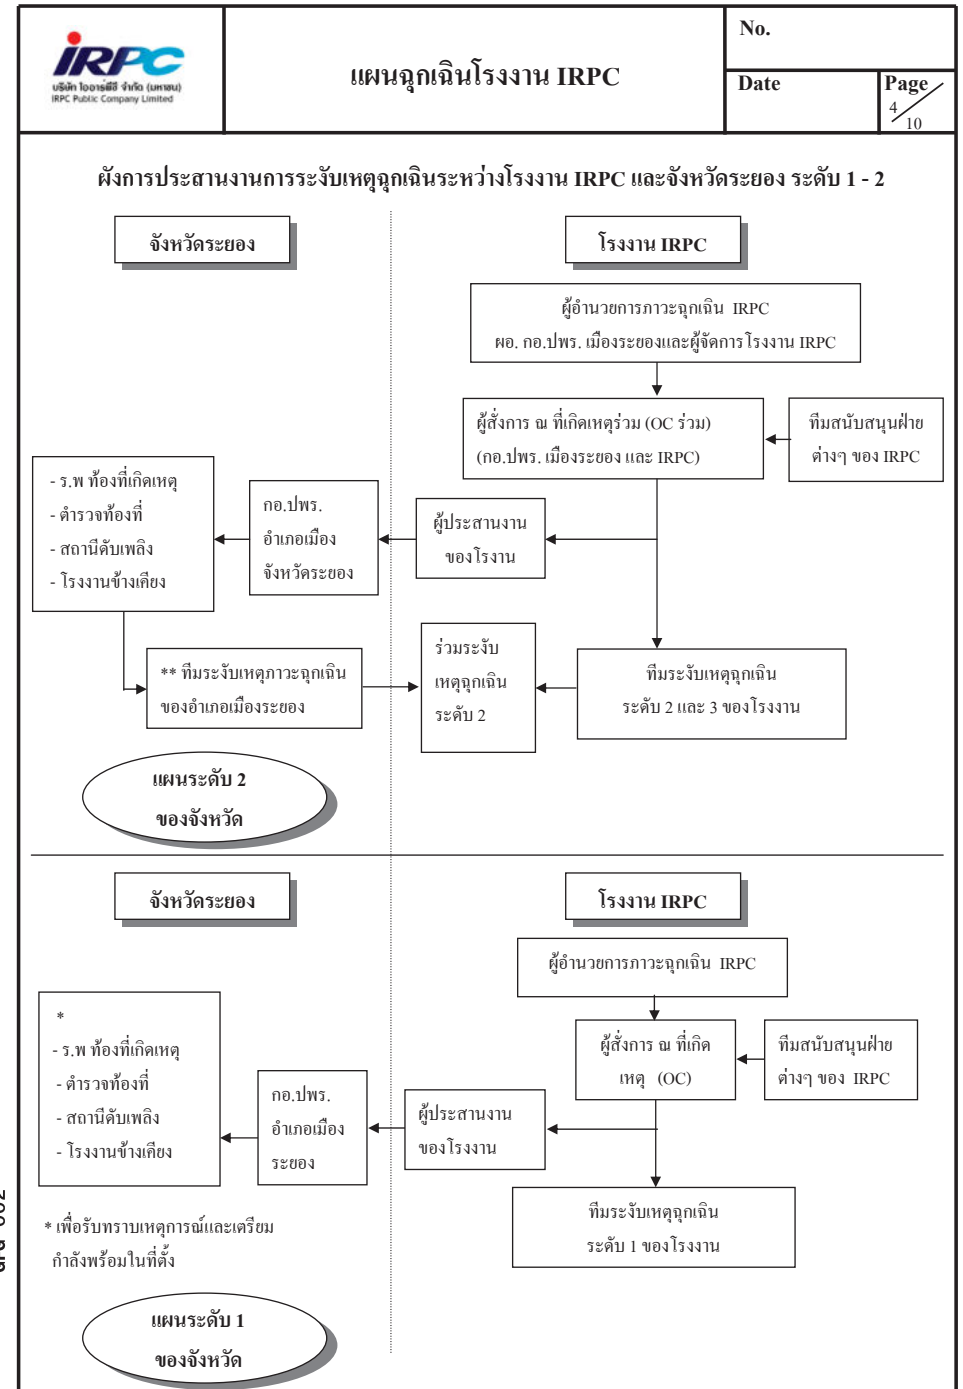 IRPC
บริษัท ไออาร์พีซี จำกัด (มหาชน)
IRPC Public Company Limited
แผนฉุกเฉินโรงงาน IRPC
No.
Date
Page
4
10
ผังการประสานงานการระงับเหตุฉุกเฉินระหว่างโรงงาน IRPC และจังหวัดระยอง ระดับ 1 - 2
จังหวัดระยอง
โรงงาน IRPC
ผู้อำนวยการภาวะฉุกเฉิน IRPC
ผอ. กอ.ปพร. เมืองระยองและผู้จัดการโรงงาน IRPC
ผู้สั่งการ ณ ที่เกิดเหตุร่วม (OC ร่วม)
(กอ.ปพร. เมืองระยอง และ IRPC)
ทีมสนับสนุนฝ่าย
ต่างๆ ของ IRPC
- ร.พ ท้องที่เกิดเหตุ
- ตำรวจท้องที่
- สถานีดับเพลิง
- โรงงานข้างเคียง
กอ.ปพร.
อำเภอเมือง
จังหวัดระยอง
ผู้ประสานงาน
ของโรงาน
** ทีมระงับเหตุภาวะฉุกเฉิน
ของอำเภอเมืองระยอง
ร่วมระงับ
เหตุฉุกเฉิน
ระดับ 2
ทีมระงับเหตุฉุกเฉิน
ระดับ 2 และ 3 ของโรงงาน
แผนระดับ 2
ของจังหวัด
จังหวัดระยอง
โรงงาน IRPC
ผู้อำนวยการภาวะฉุกเฉิน IRPC
ผู้สั่งการ ณ ที่เกิด
เหตุ (OC)
ทีมสนับสนุนฝ่าย
ต่างๆ ของ IRPC
*
- ร.พ ท้องที่เกิดเหตุ
- ตำรวจท้องที่
- สถานีดับเพลิง
- โรงงานข้างเคียง
กอ.ปพร.
อำเภอเมือง
ระยอง
ผู้ประสานงาน
ของโรงงาน
ทีมระงับเหตุฉุกเฉิน
ระดับ 1 ของโรงงาน
* เพื่อรับทราบเหตุการณ์และเตรียม
กำลังพร้อมในที่ตั้ง
แผนระดับ 1
ของจังหวัด